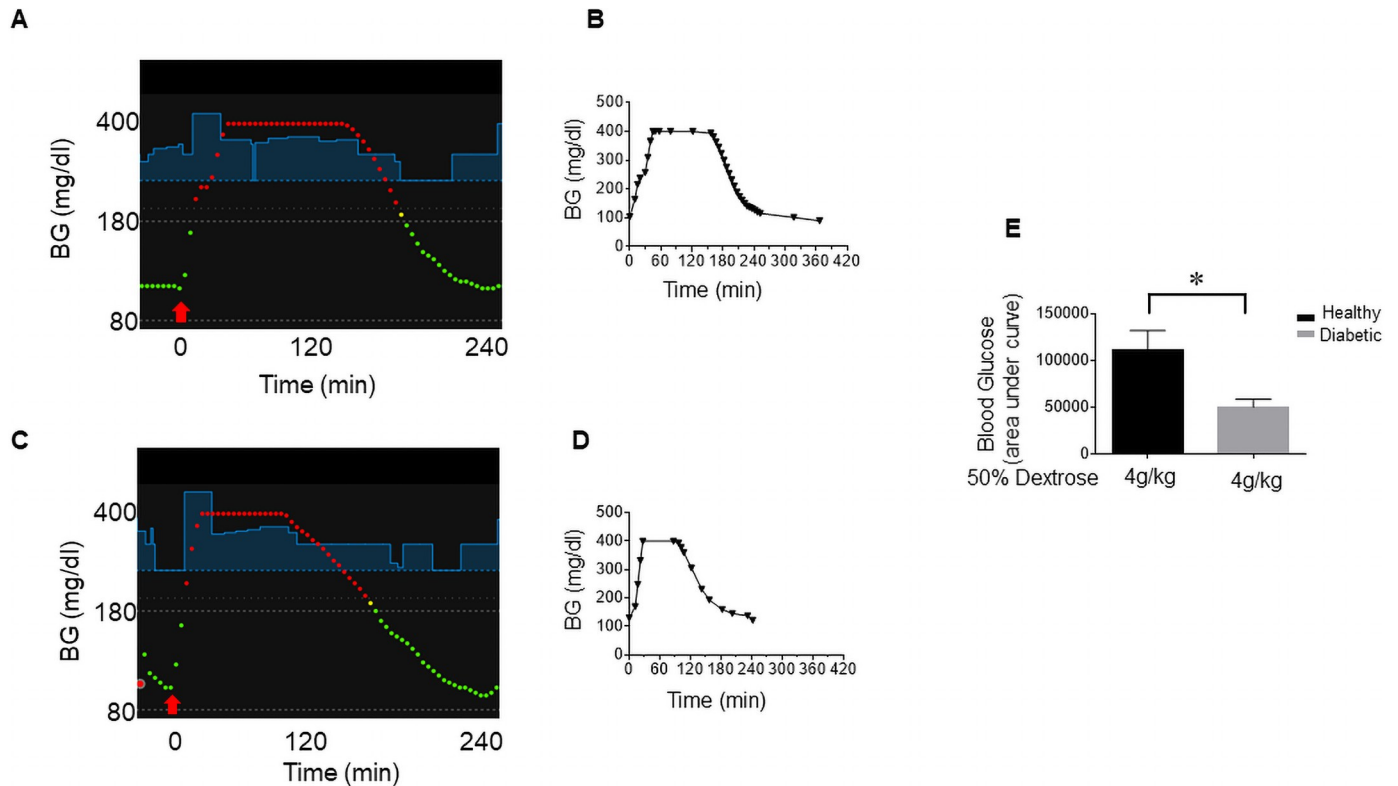 A
BG (mg/dl)
400
180
80
0 120 240
Time (min)
B
BG (mg/dl)
500
400
300
200
100
0
0 60 120 180 240 300 360 420
Time (min)
C
BG (mg/dl)
400
180
80
0 120 240
Time (min)
D
BG (mg/dl)
500
400
300
200
100
0
0 60 120 180 240 300 360 420
Time (min)
E
*
Blood Glucose
(area under curve)
150000
100000
50000
0
Healthy
Diabetic
50% Dextrose 4g/kg 4g/kg